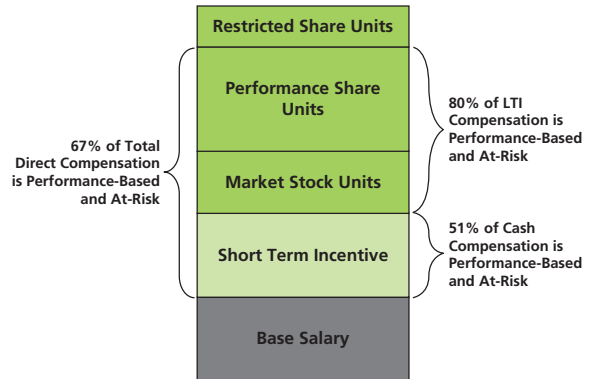 Restricted Share Units
Performance Share
Units
Market Stock Units
Short Term Incentive
Base Salary
67% of Total
Direct Compensation
is Performance-Based
and At-Risk
80% of LTI
Compensation is
Performance-Based
and At-Risk
51% of Cash
Compensation is
Performance-Based
and At-Risk